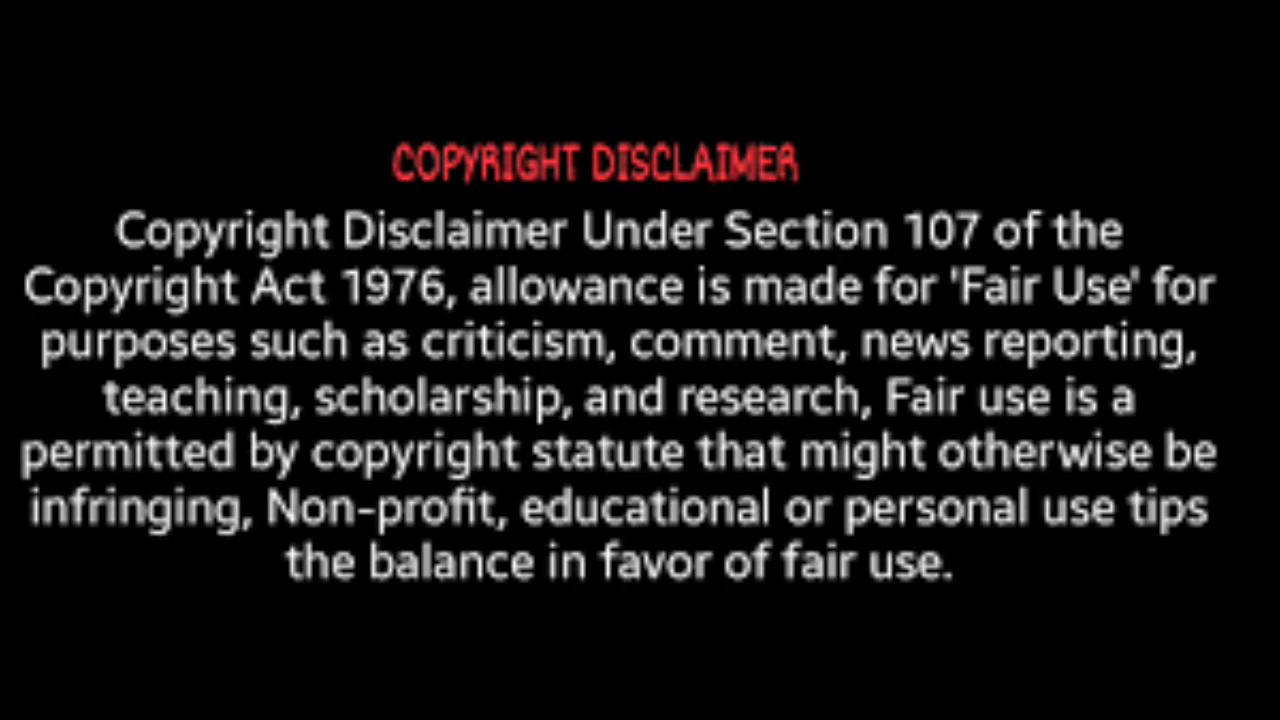 COPYRIGHT DISCLAIMER
Copyright Disclaimer Under Section 107 of the
Copyright Act 1976, allowance is made for 'Fair Use' for
purposes such as criticism, comment, news reporting,
teaching, scholarship, and research, Fair use is a
permitted by copyright statute that might otherwise be
infringing, Non-profit, educational or personal use tips
the balance in favor of fair use.